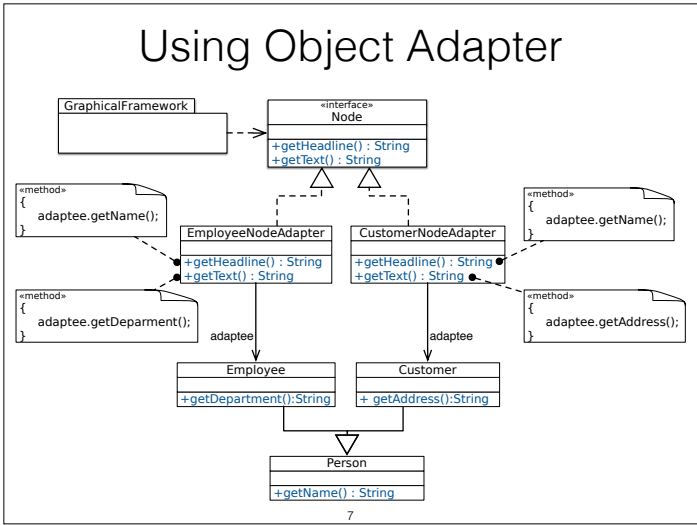 Using Object Adapter
GraphicalFramework
«interface»
Node
+getHeadline() : String
+getText() : String
«method»
{
adaptee.getName();
}
«method»
{
adaptee.getName();
}
EmployeeNodeAdapter
+getHeadline() : String
+getText() : String
CustomerNodeAdapter
+getHeadline() : String
+getText() : String
«method»
{
adaptee.getDeparment();
}
«method»
{
adaptee.getAddress();
}
adaptee
adaptee
Employee
+getDepartment():String
Customer
+ getAddress():String
Person
+getName() : String
7